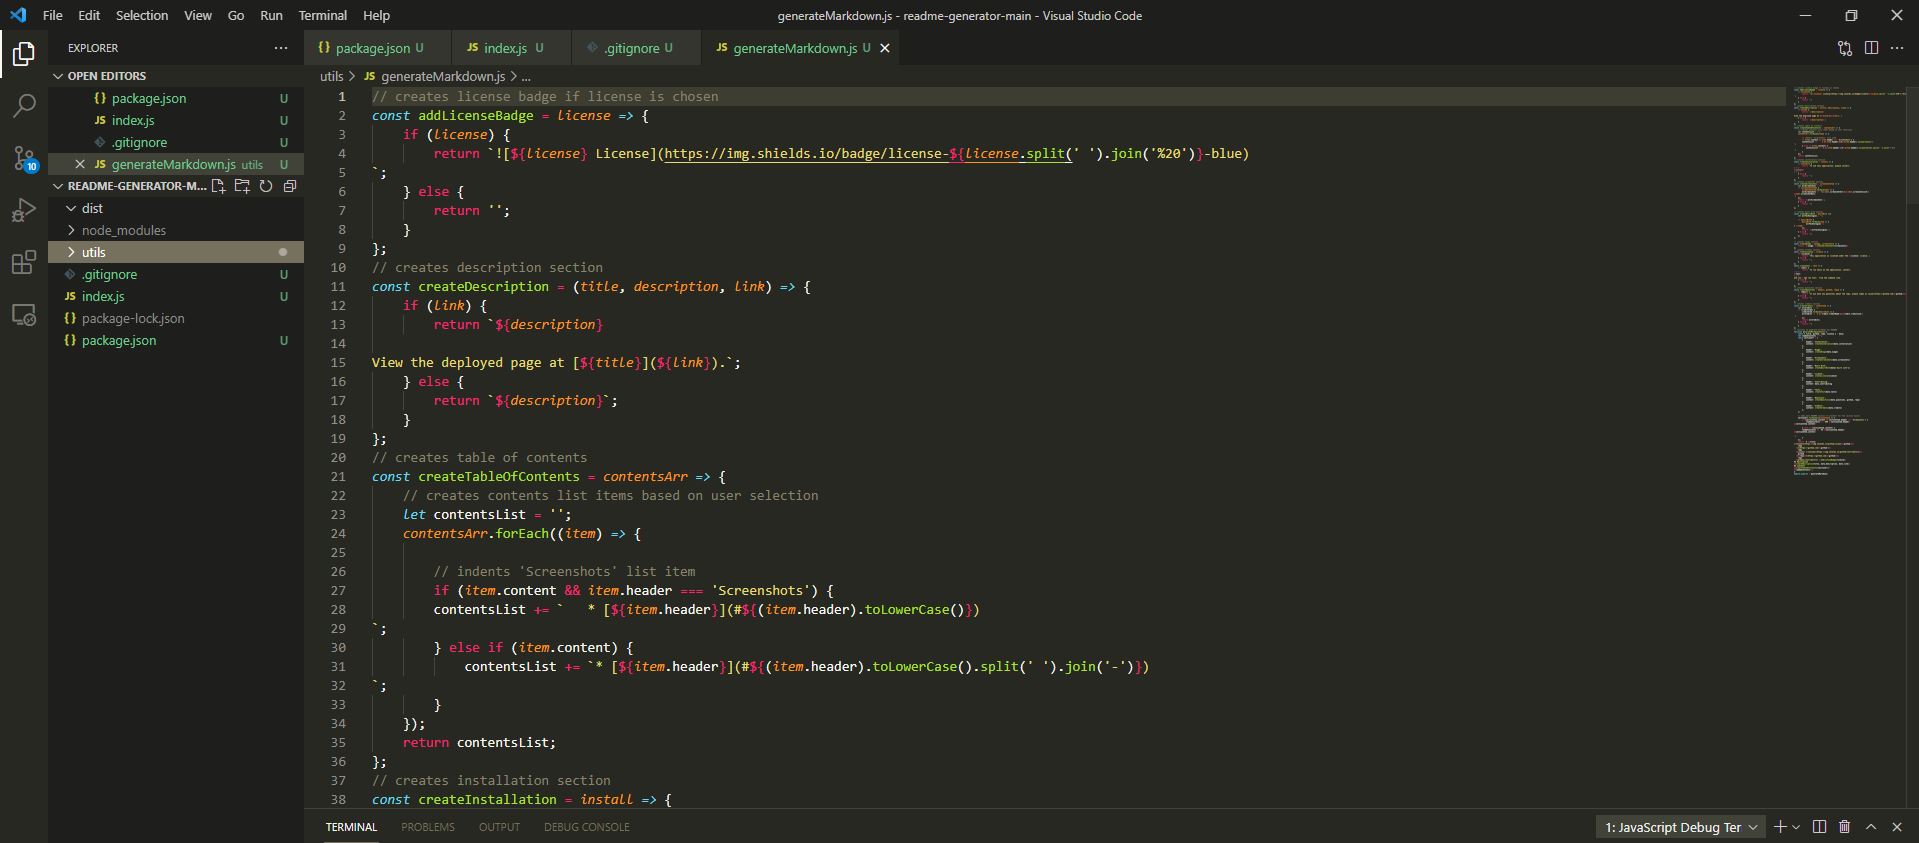 File Edit Selection View Go Run Terminal Help
generateMarkdown.js - readme-generator-main - Visual Studio Code
EXPLORER
OPEN EDITORS
package.json U
index.js U
.gitignore U
generateMarkdown.js utils U
10
README-GENERATOR-M...
dist
node_modules
utils
.gitignore U
index.js U
package-lock.json
package.json U
package.json U
index.js U
.gitignore U
generateMarkdown.js U
utils > JS generateMarkdown.js > ...
1 // creates license badge if license is chosen
2 const addLicenseBadge = license => {
3     if (license) {
4         return `![${license} License](https://img.shields.io/badge/license-${license.split(' ').join('%20')}-blue)
5 `;
6     } else {
7         return '';
8     }
9 };
10 // creates description section
11 const createDescription = (title, description, link) => {
12     if (link) {
13         return `${description}
14
15 View the deployed page at [${title}](${link}).`;
16     } else {
17         return `${description}`;
18     }
19 };
20 // creates table of contents
21 const createTableOfContents = contentsArr => {
22     // creates contents list items based on user selection
23     let contentsList = '';
24     contentsArr.forEach((item) => {
25
26         // indents 'Screenshots' list item
27         if (item.content && item.header === 'Screenshots') {
28         contentsList += `   * [${item.header}](#${(item.header).toLowerCase()})
29 `;
30         } else if (item.content) {
31             contentsList += `* [${item.header}](#${(item.header).toLowerCase().split(' ').join('-')})
32 `;
33         }
34     });
35     return contentsList;
36 };
37 // creates installation section
38 const createInstallation = install => {
TERMINAL PROBLEMS OUTPUT DEBUG CONSOLE
1: JavaScript Debug Ter